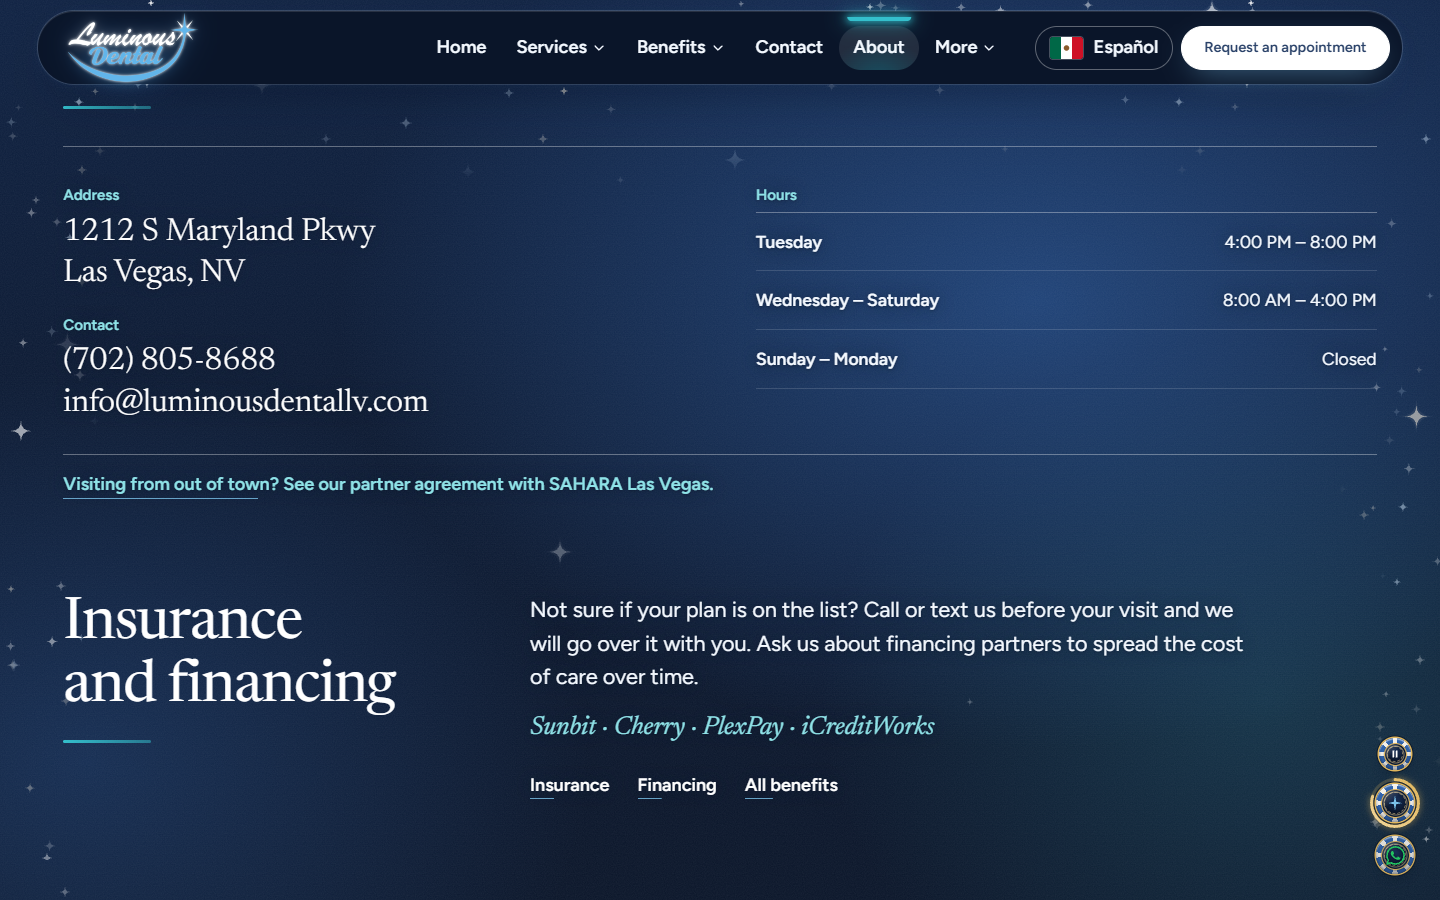 Luminous
Dental
Home Services Benefits Contact About More Español Request an appointment
Address
1212 S Maryland Pkwy
Las Vegas, NV
Contact
(702) 805-8688
info@luminousdentallv.com
Hours
Tuesday 4:00 PM – 8:00 PM
Wednesday – Saturday 8:00 AM – 4:00 PM
Sunday – Monday Closed
Visiting from out of town? See our partner agreement with SAHARA Las Vegas.
Insurance
and financing
Not sure if your plan is on the list? Call or text us before your visit and we
will go over it with you. Ask us about financing partners to spread the cost
of care over time.
Sunbit · Cherry · PlexPay · iCreditWorks
Insurance Financing All benefits